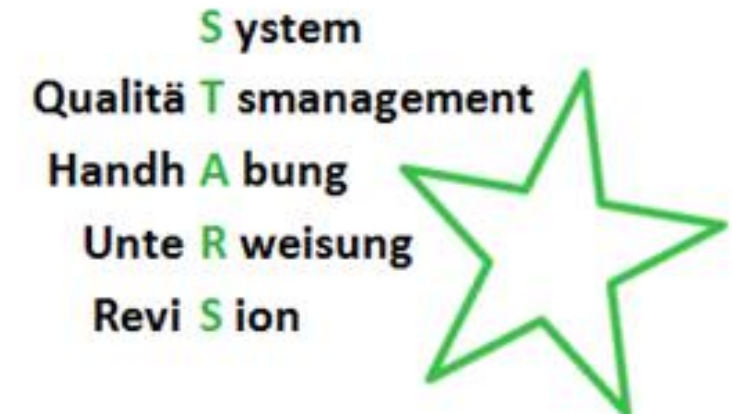 S ystem
Qualitä T smanagement
Handh A bung
Unte R weisung
Revi S ion